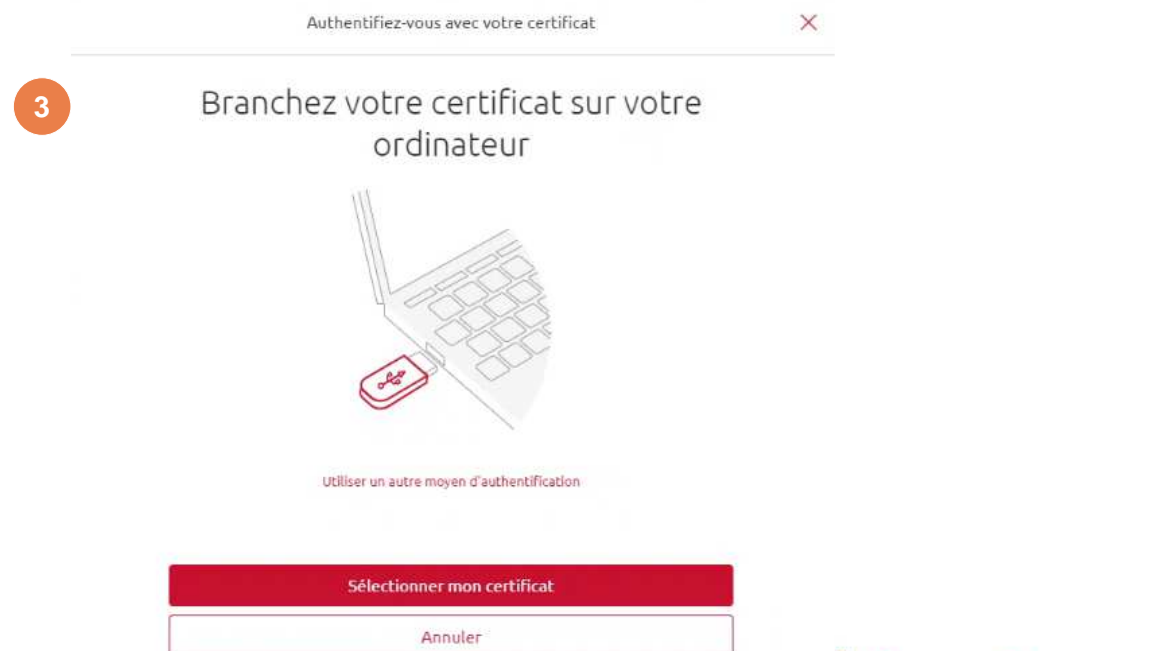 Authentifiez-vous avec votre certificat
3
Branchez votre certificat sur votre
ordinateur
Utiliser un autre moyen d'authentification
Sélectionner mon certificat
Annuler